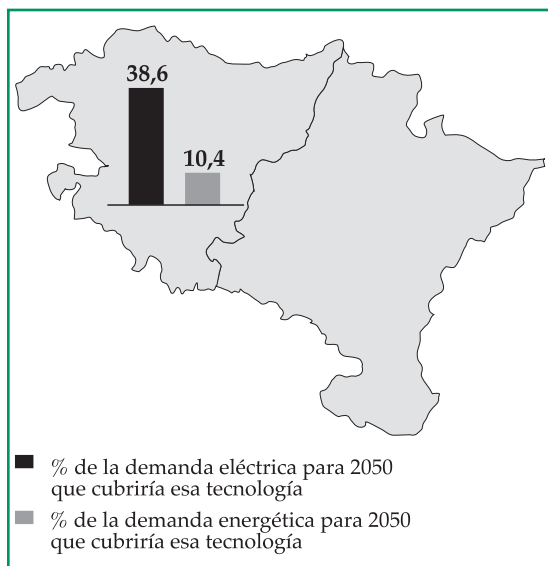 38,6
10,4
% de la demanda eléctrica para 2050
que cubriría esa tecnología
% de la demanda energética para 2050
que cubriría esa tecnología